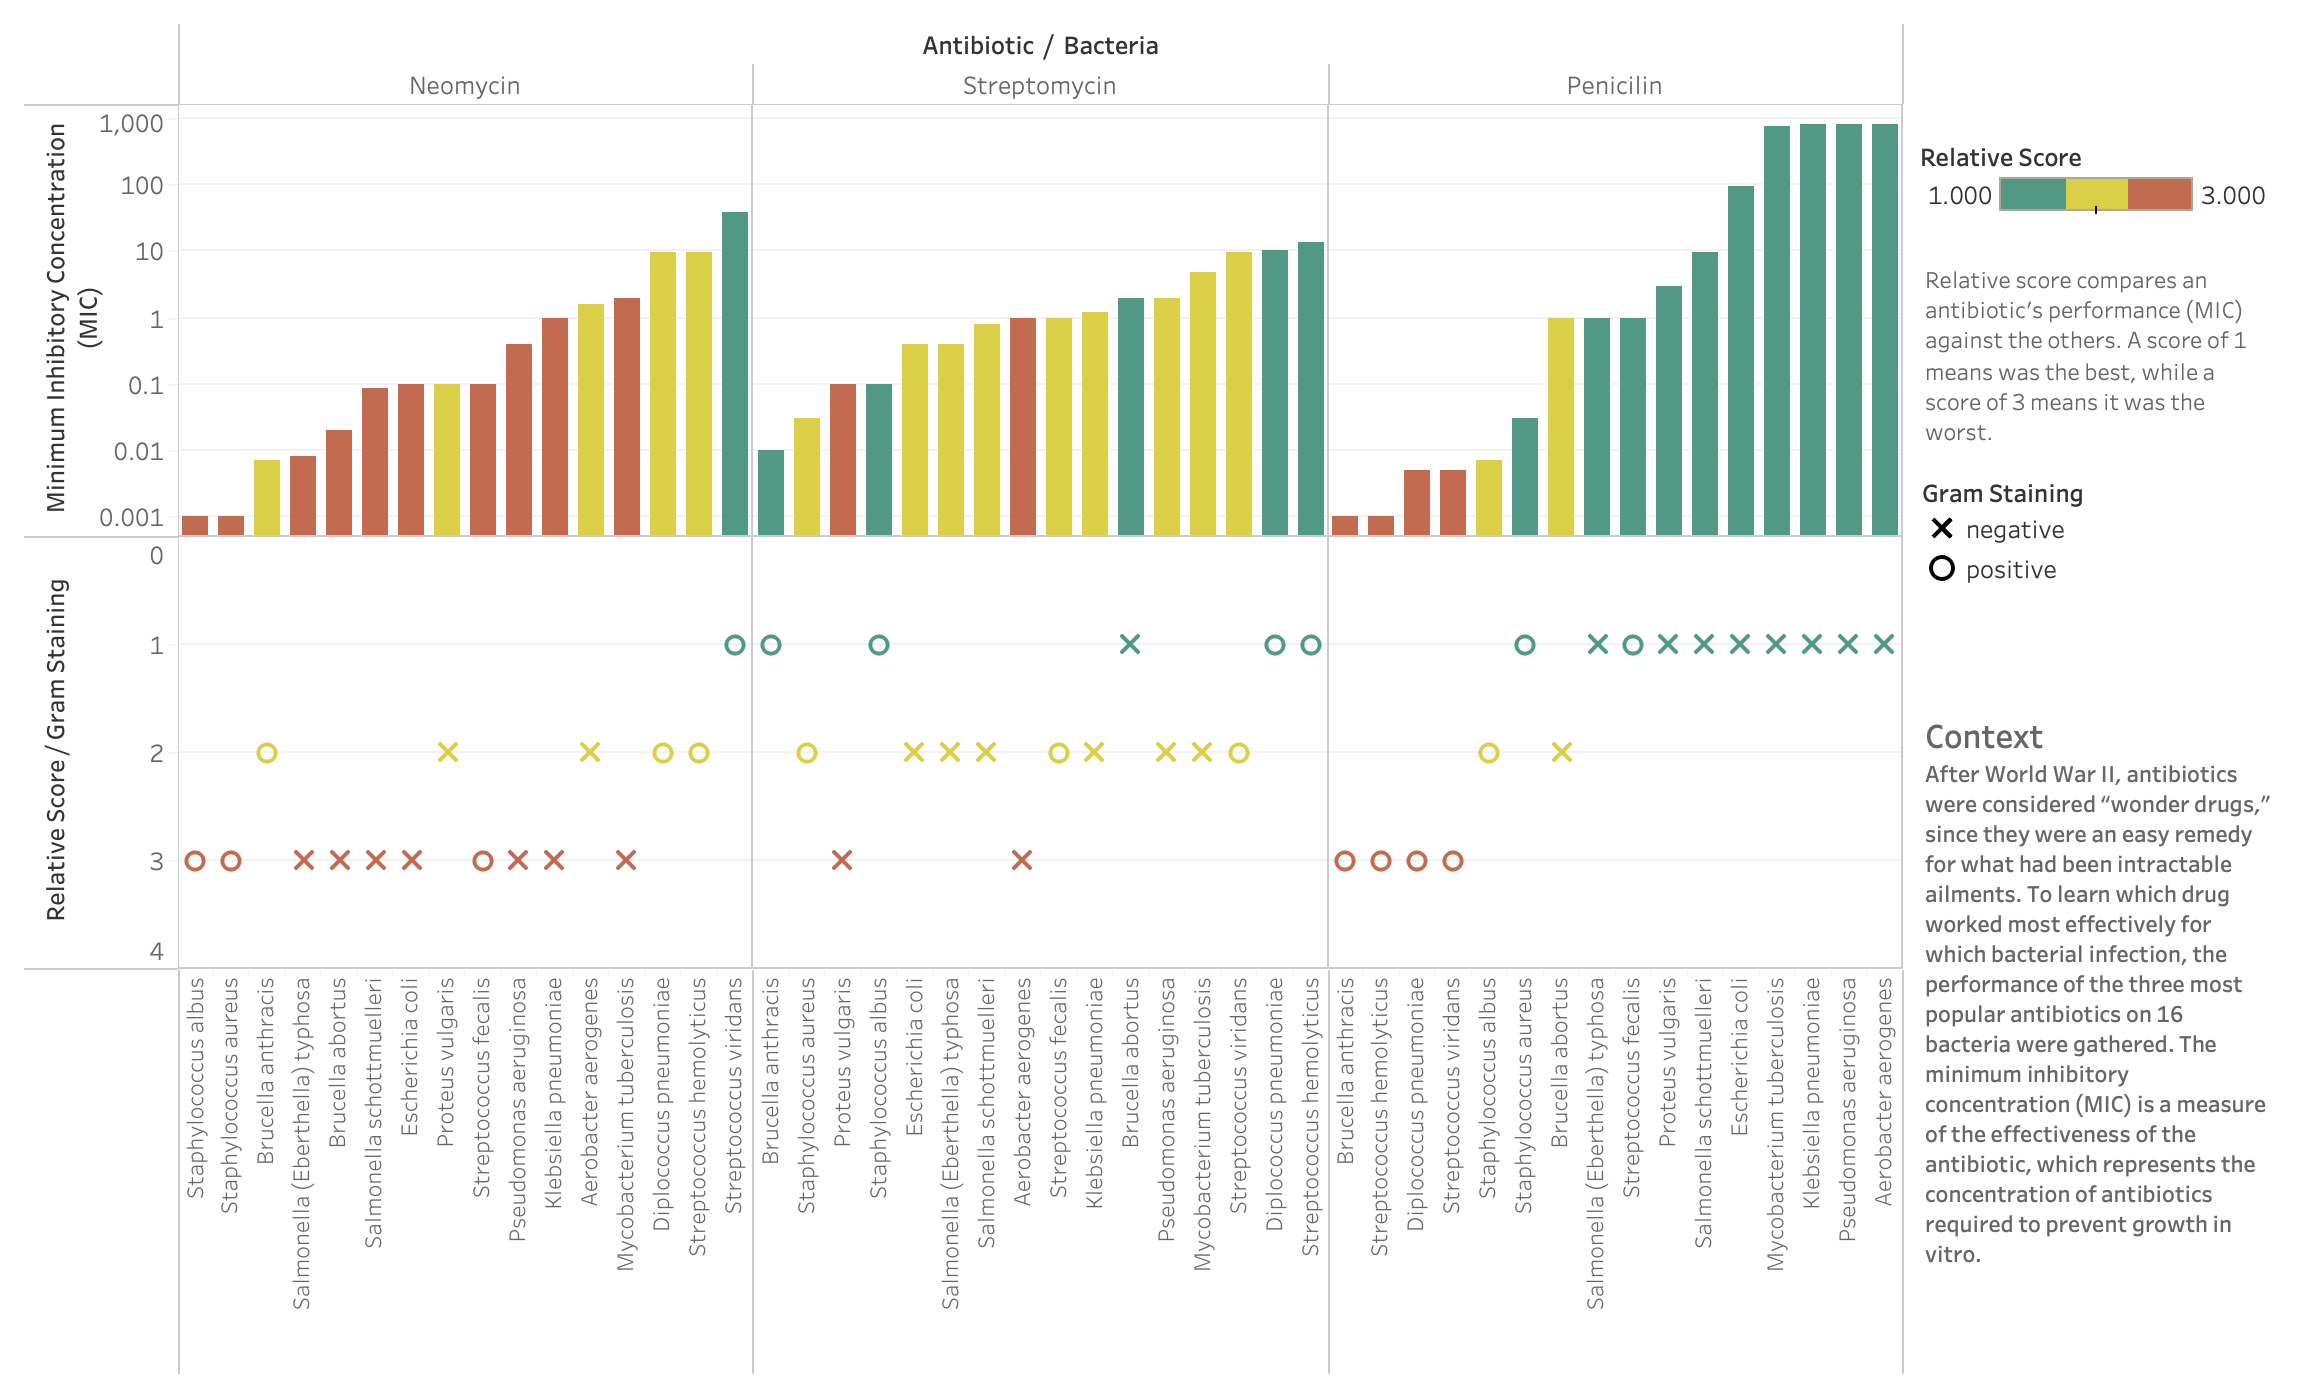 Antibiotic / Bacteria
Neomycin
Streptomycin
Penicilin
Minimum Inhibitory Concentration
(MIC)
1,000
100
10
1
0.1
0.01
0.001
Relative Score / Gram Staining
0
1
2
3
4
Staphylococcus albus
Staphylococcus aureus
Brucella anthracis
Salmonella (Eberthella) typhosa
Brucella abortus
Salmonella schottmuelleri
Escherichia coli
Proteus vulgaris
Streptococcus fecalis
Pseudomonas aeruginosa
Klebsiella pneumoniae
Aerobacter aerogenes
Mycobacterium tuberculosis
Diplococcus pneumoniae
Streptococcus hemolyticus
Streptococcus viridans
Brucella anthracis
Staphylococcus aureus
Proteus vulgaris
Staphylococcus albus
Escherichia coli
Salmonella (Eberthella) typhosa
Salmonella schottmuelleri
Aerobacter aerogenes
Streptococcus fecalis
Klebsiella pneumoniae
Brucella abortus
Pseudomonas aeruginosa
Mycobacterium tuberculosis
Streptococcus viridans
Diplococcus pneumoniae
Streptococcus hemolyticus
Brucella anthracis
Streptococcus hemolyticus
Diplococcus pneumoniae
Streptococcus viridans
Staphylococcus albus
Staphylococcus aureus
Brucella abortus
Salmonella (Eberthella) typhosa
Streptococcus fecalis
Proteus vulgaris
Salmonella schottmuelleri
Escherichia coli
Mycobacterium tuberculosis
Klebsiella pneumoniae
Pseudomonas aeruginosa
Aerobacter aerogenes
Relative Score
1.000 3.000
Relative score compares an
antibiotic’s performance (MIC)
against the others. A score of 1
means was the best, while a
score of 3 means it was the
worst.
Gram Staining
negative
positive
Context
After World War II, antibiotics
were considered “wonder drugs,”
since they were an easy remedy
for what had been intractable
ailments. To learn which drug
worked most effectively for
which bacterial infection, the
performance of the three most
popular antibiotics on 16
bacteria were gathered. The
minimum inhibitory
concentration (MIC) is a measure
of the effectiveness of the
antibiotic, which represents the
concentration of antibiotics
required to prevent growth in
vitro.